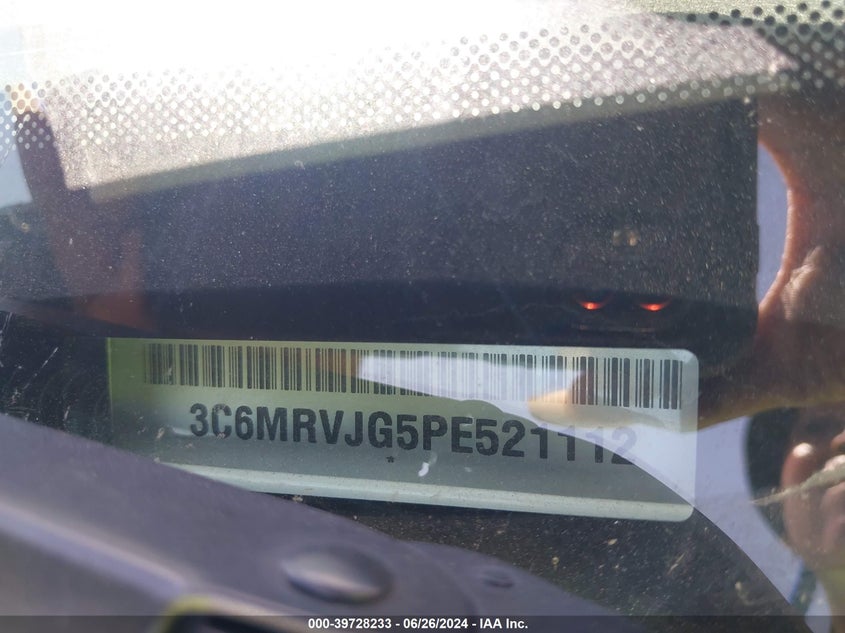 3C6MRVJG5PE521112
*
000-39728233 - 06/26/2024 - IAA Inc.